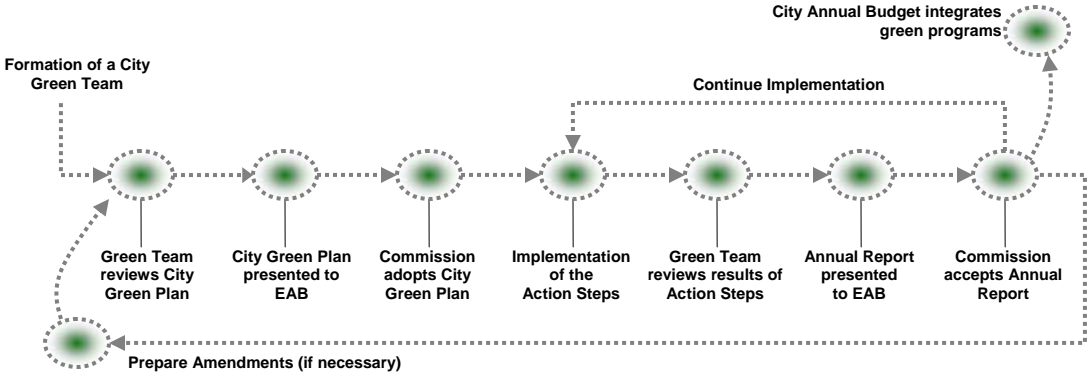 City Annual Budget integrates
green programs
Formation of a City
Green Team
Continue Implementation
Green Team
reviews City
Green Plan
City Green Plan
presented to
EAB
Commission
adopts City
Green Plan
Implementation
of the
Action Steps
Green Team
reviews results of
Action Steps
Annual Report
presented
to EAB
Commission
accepts Annual
Report
Prepare Amendments (if necessary)